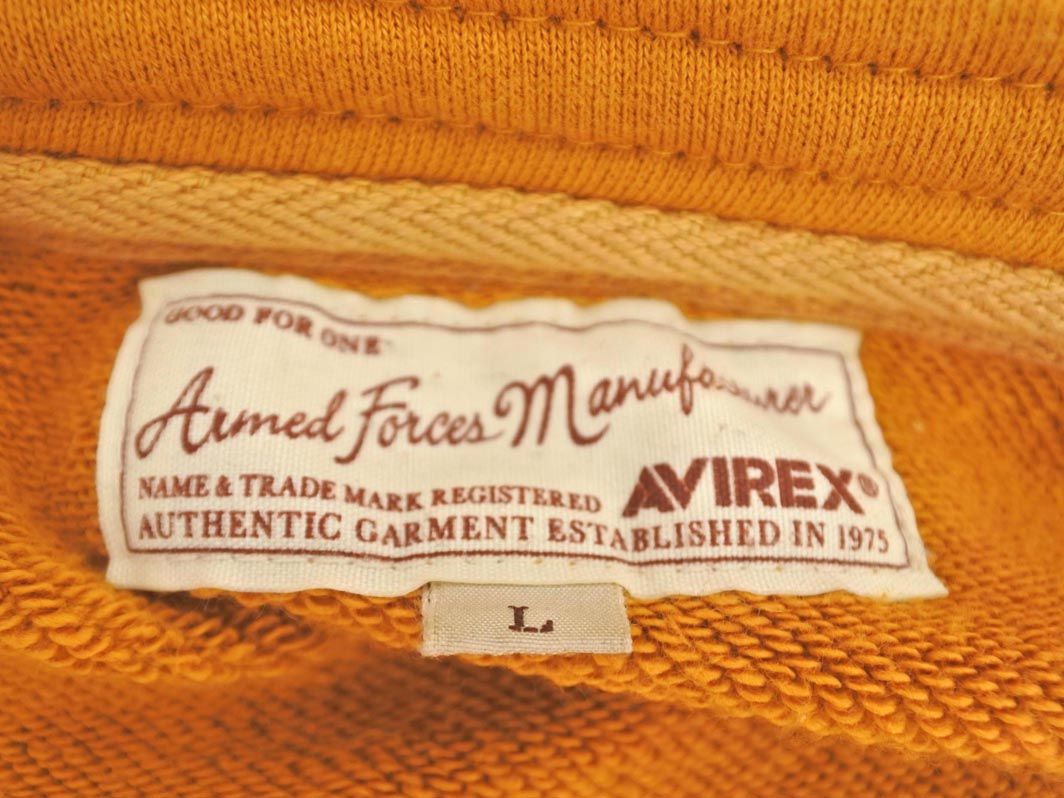 GOOD FOR ONE
Armed Forces Manufacturer
AVIREX®
NAME & TRADE MARK REGISTERED
AUTHENTIC GARMENT ESTABLISHED IN 1975
L